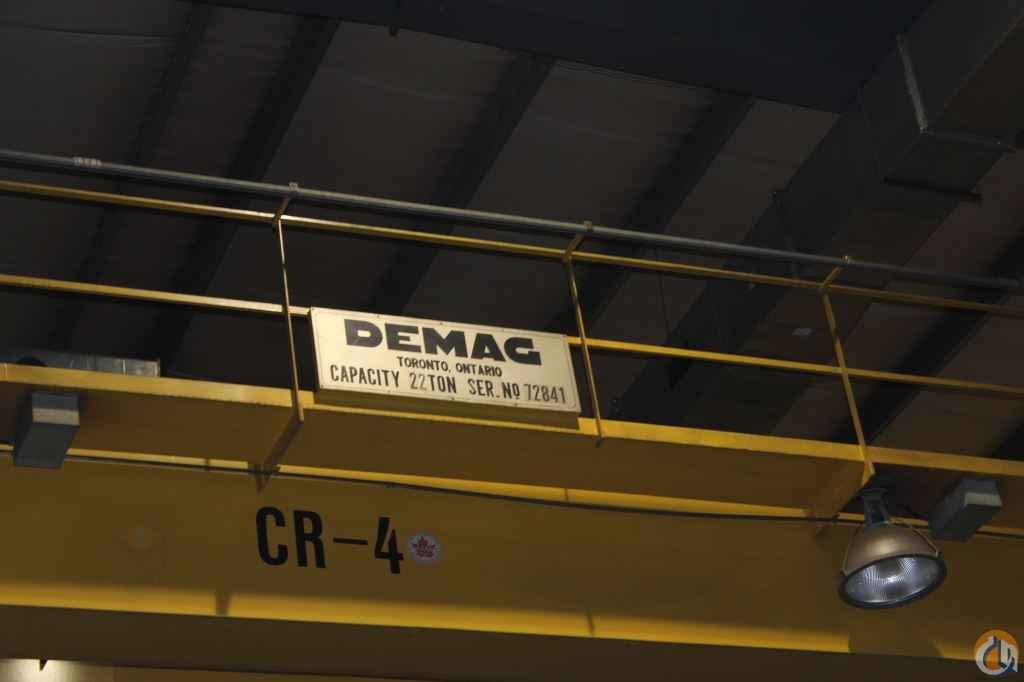 DEMAG
TORONTO, ONTARIO
CAPACITY 22TON SER.NO 72841
CR-4